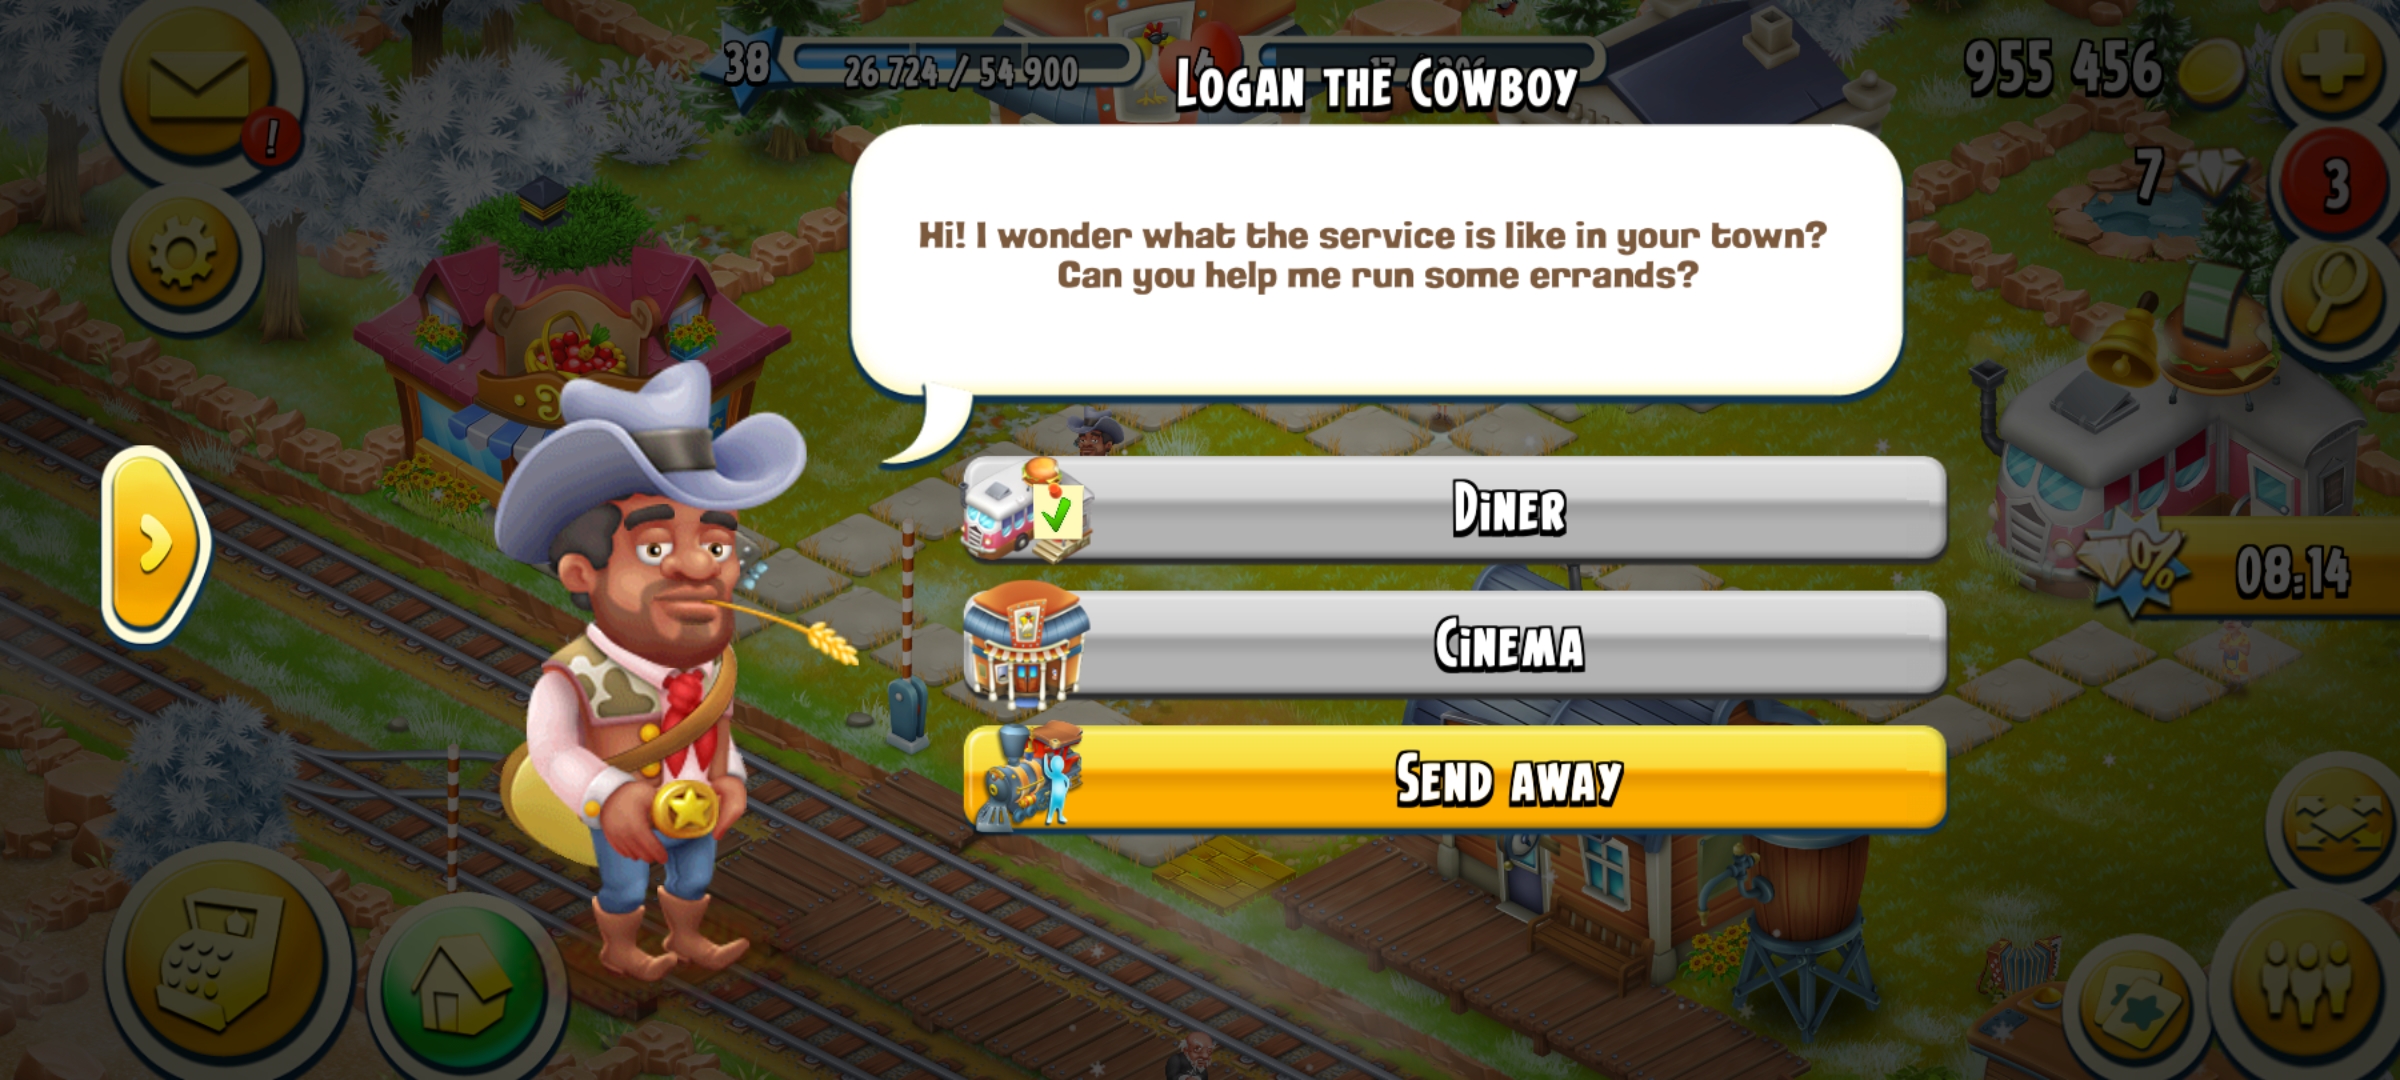 38
26 724 / 54 900
4
955 456
LOGAN THE COWBOY
7
3
!
Hi! I wonder what the service is like in your town?
Can you help me run some errands?
DINER
%
08:14
CINEMA
SEND AWAY